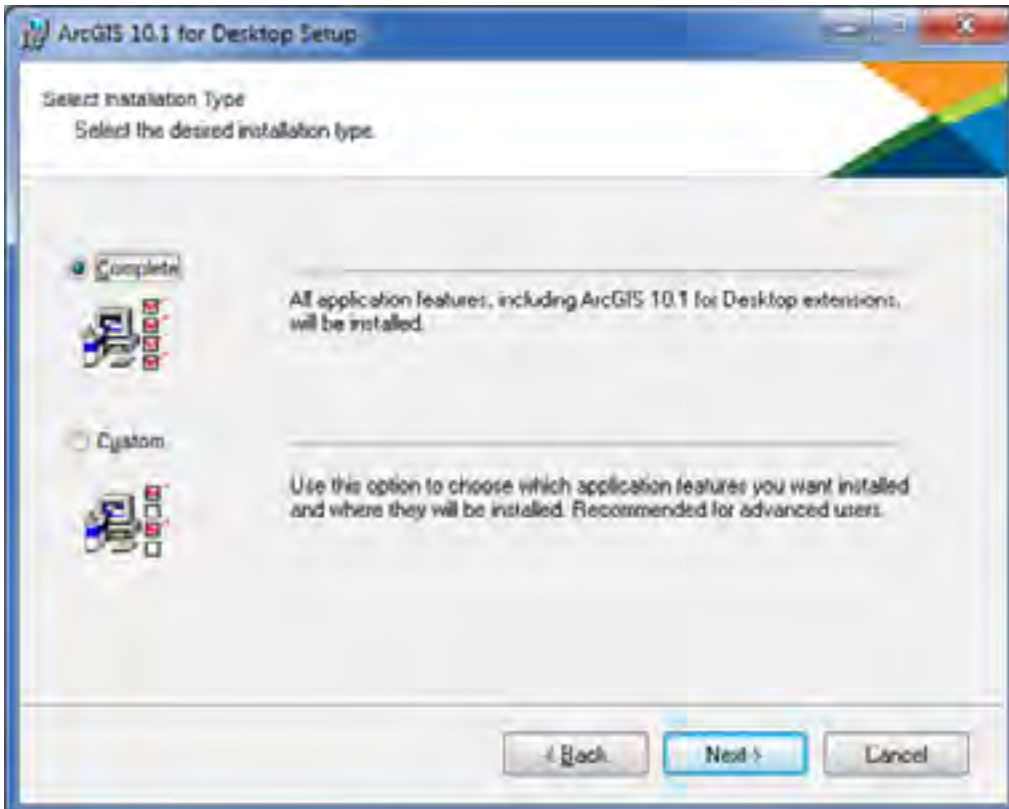 ArcGIS 10.1 for Desktop Setup
Select Installation Type
Select the desired installation type.
Complete
All application features, including ArcGIS 10.1 for Desktop extensions,
will be installed.
Custom
Use this option to choose which application features you want installed
and where they will be installed. Recommended for advanced users.
< Back
Next >
Cancel